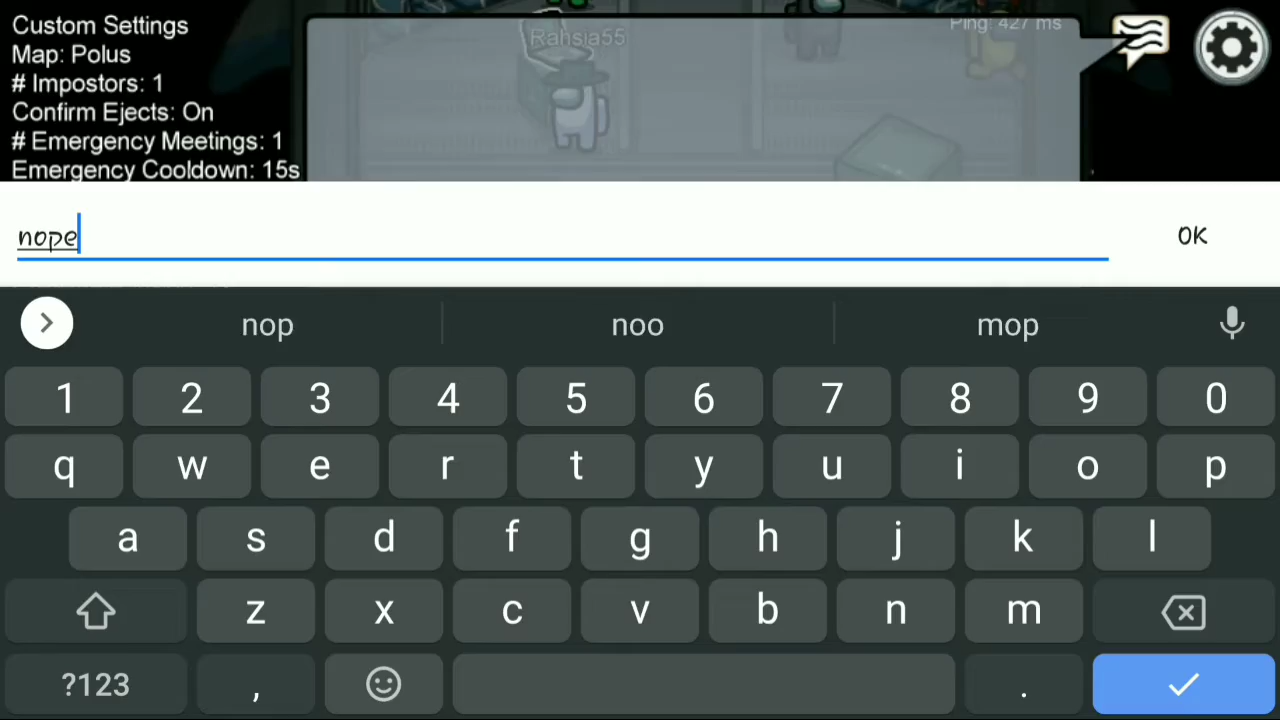 Custom Settings
Map: Polus
# Impostors: 1
Confirm Ejects: On
# Emergency Meetings: 1
Emergency Cooldown: 15s
Rahsia55
Ping: 427 ms
nope
OK
nop noo mop
1 2 3 4 5 6 7 8 9 0
q w e r t y u i o p
a s d f g h j k l
z x c v b n m
?123 , .